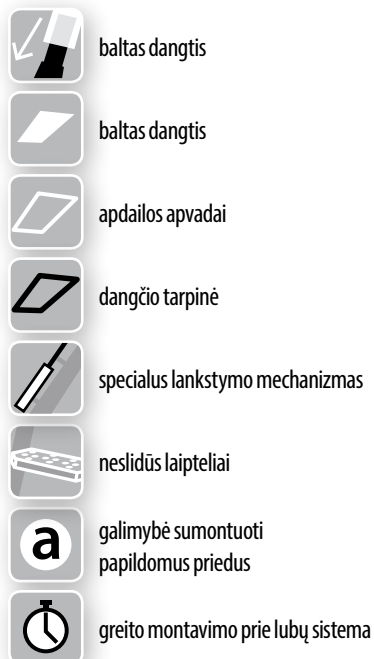 baltas dangtis
baltas dangtis
apdailos apvadai
dangčio tarpinė
specialus lankstymo mechanizmas
neslidūs laipteliai
a
galimybė sumontuoti
papildomus priedus
greito montavimo prie lubų sistema